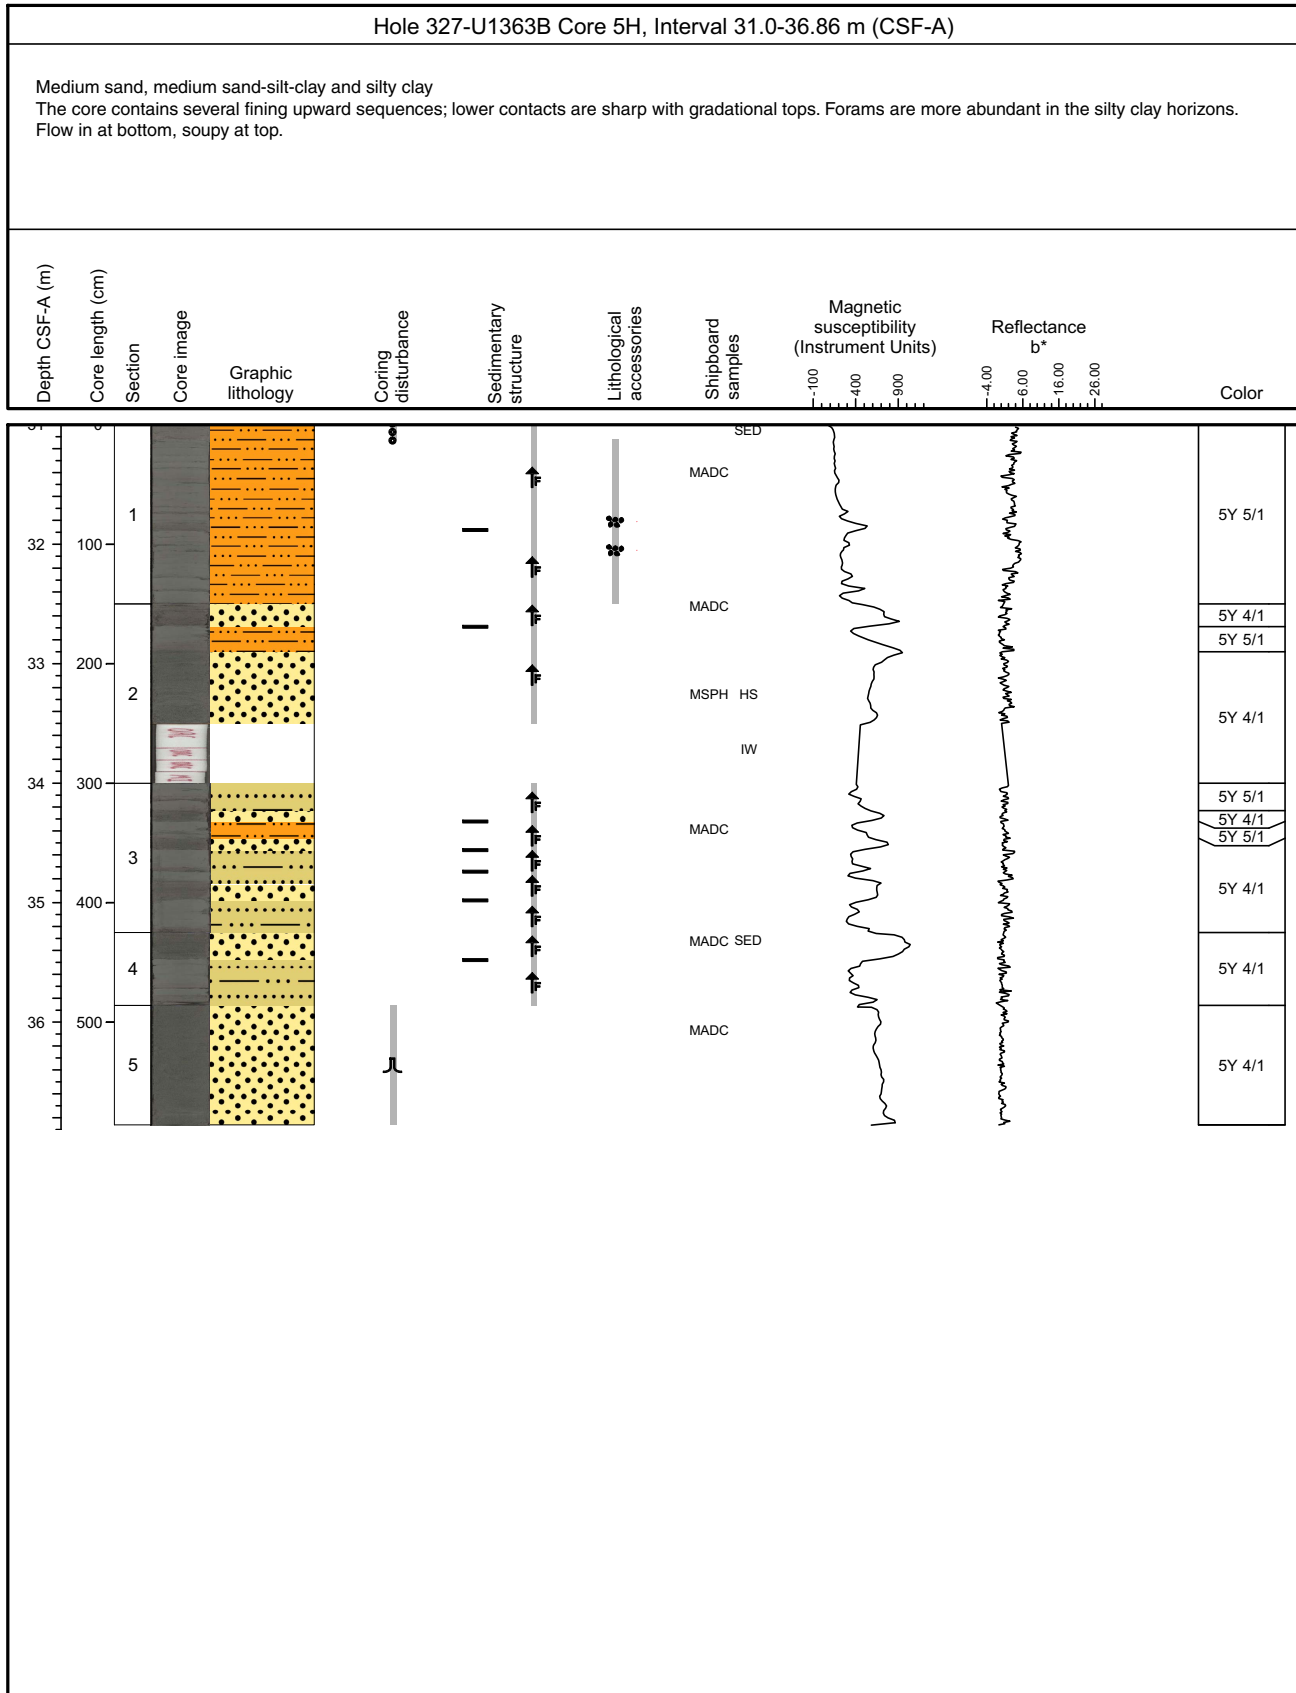 Hole 327-U1363B Core 5H, Interval 31.0-36.86 m (CSF-A)
Medium sand, medium sand-silt-clay and silty clay
The core contains several fining upward sequences; lower contacts are sharp with gradational tops. Forams are more abundant in the silty clay horizons.
Flow in at bottom, soupy at top.
Depth CSF-A (m)
Core length (cm)
Section
Core image
Graphic
lithology
Coring
disturbance
Sedimentary
structure
Lithological
accessories
Shipboard
samples
Magnetic
susceptibility
(Instrument Units)
-100 400 900
Reflectance
b*
-4.00 6.00 16.00 26.00
Color
31 0 SED
MADC
1 5Y 5/1
32 100
MADC
5Y 4/1
5Y 5/1
33 200
2 MSPH HS 5Y 4/1
IW
34 300
5Y 5/1
5Y 4/1
MADC 5Y 5/1
3
5Y 4/1
35 400
MADC SED
4 5Y 4/1
36 500
MADC
5 5Y 4/1